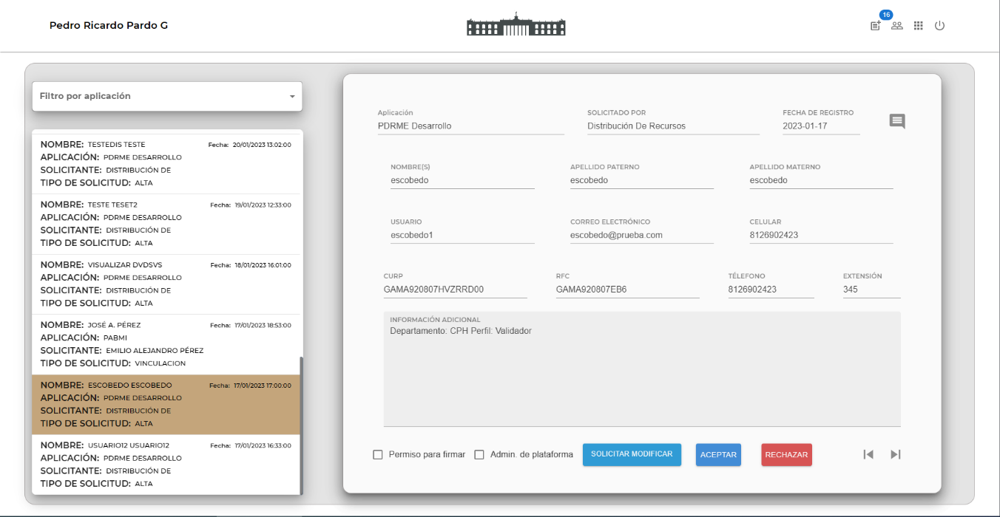 Pedro Ricardo Pardo G
16
Filtro por aplicación
NOMBRE: TESTEDIS TESTE Fecha: 20/01/2023 13:02:00
APLICACIÓN: PDRME DESARROLLO
SOLICITANTE: DISTRIBUCIÓN DE
TIPO DE SOLICITUD: ALTA
NOMBRE: TESTE TESET2 Fecha: 19/01/2023 12:33:00
APLICACIÓN: PDRME DESARROLLO
SOLICITANTE: DISTRIBUCIÓN DE
TIPO DE SOLICITUD: ALTA
NOMBRE: VISUALIZAR DVDSVS Fecha: 18/01/2023 16:01:00
APLICACIÓN: PDRME DESARROLLO
SOLICITANTE: DISTRIBUCIÓN DE
TIPO DE SOLICITUD: ALTA
NOMBRE: JOSÉ A. PÉREZ Fecha: 17/01/2023 18:53:00
APLICACIÓN: PABMI
SOLICITANTE: EMILIO ALEJANDRO PÉREZ
TIPO DE SOLICITUD: VINCULACION
NOMBRE: ESCOBEDO ESCOBEDO Fecha: 17/01/2023 17:00:00
APLICACIÓN: PDRME DESARROLLO
SOLICITANTE: DISTRIBUCIÓN DE
TIPO DE SOLICITUD: ALTA
NOMBRE: USUARIO12 USUARIO12 Fecha: 17/01/2023 16:33:00
APLICACIÓN: PDRME DESARROLLO
SOLICITANTE: DISTRIBUCIÓN DE
TIPO DE SOLICITUD: ALTA
Aplicación SOLICITADO POR FECHA DE REGISTRO
PDRME Desarrollo Distribución De Recursos 2023-01-17
NOMBRE(S) APELLIDO PATERNO APELLIDO MATERNO
escobedo escobedo escobedo
USUARIO CORREO ELECTRÓNICO CELULAR
escobedo1 escobedo@prueba.com 8126902423
CURP RFC TÉLEFONO EXTENSIÓN
GAMA920807HVZRRD00 GAMA920807EB6 8126902423 345
INFORMACIÓN ADICIONAL
Departamento: CPH Perfil: Validador
Permiso para firmar Admin. de plataforma SOLICITAR MODIFICAR ACEPTAR RECHAZAR